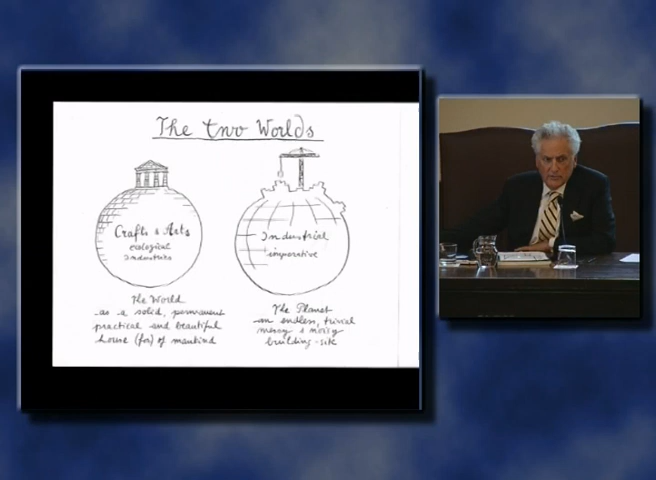 The two Worlds
Crafts & Arts
ecological
Industries
Industrial
imperative
The World
as a solid, permanent
practical and beautiful
house (for) of mankind
The Planet
an endless, trivial
messy & noisy
building-site